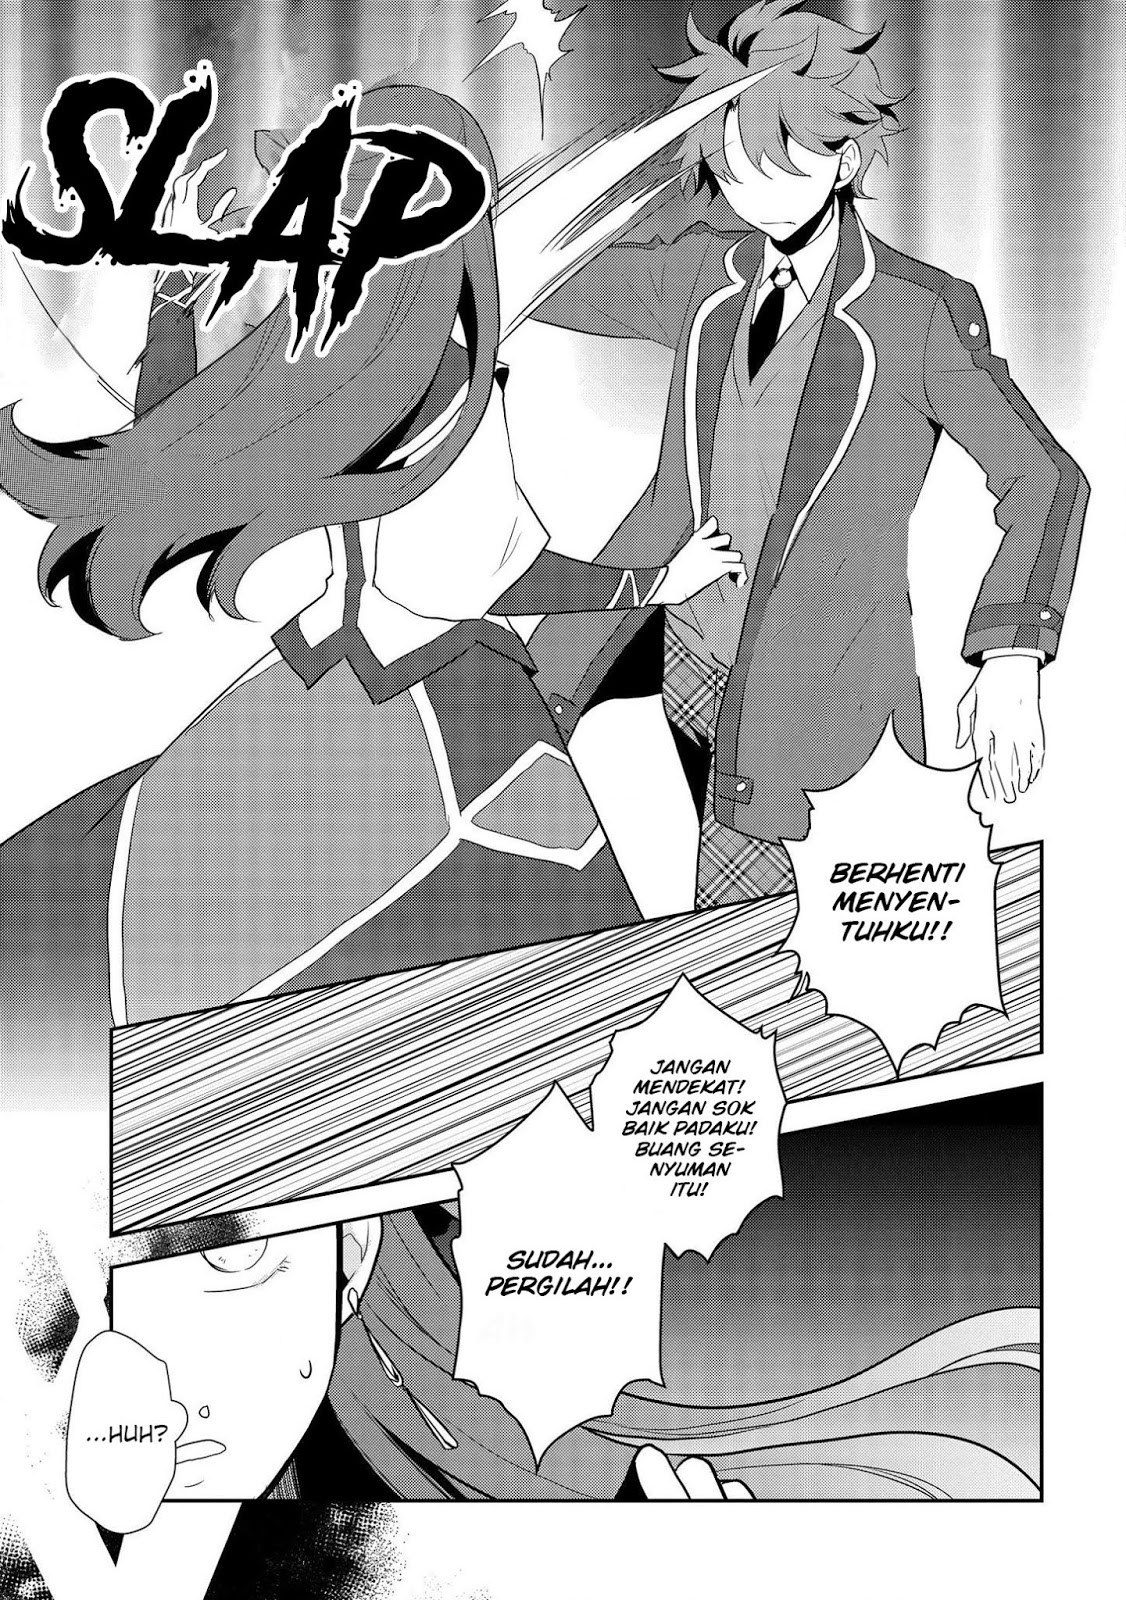 SLAP
BERHENTI
MENYEN-
TUHKU!!
JANGAN
MENDEKAT!
JANGAN SOK
BAIK PADAKU!
BUANG SE-
NYUMAN
ITU!
SUDAH...
PERGILAH!!
...HUH?